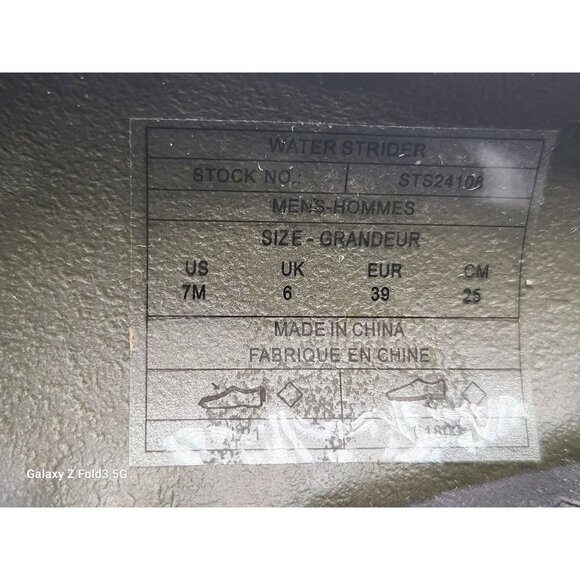 WATER STRIDER
STOCK NO.: STS24108
MENS-HOMMES
SIZE - GRANDEUR
US UK EUR CM
7M 6 39 25
MADE IN CHINA
FABRIQUE EN CHINE
Galaxy Z Fold3 5G